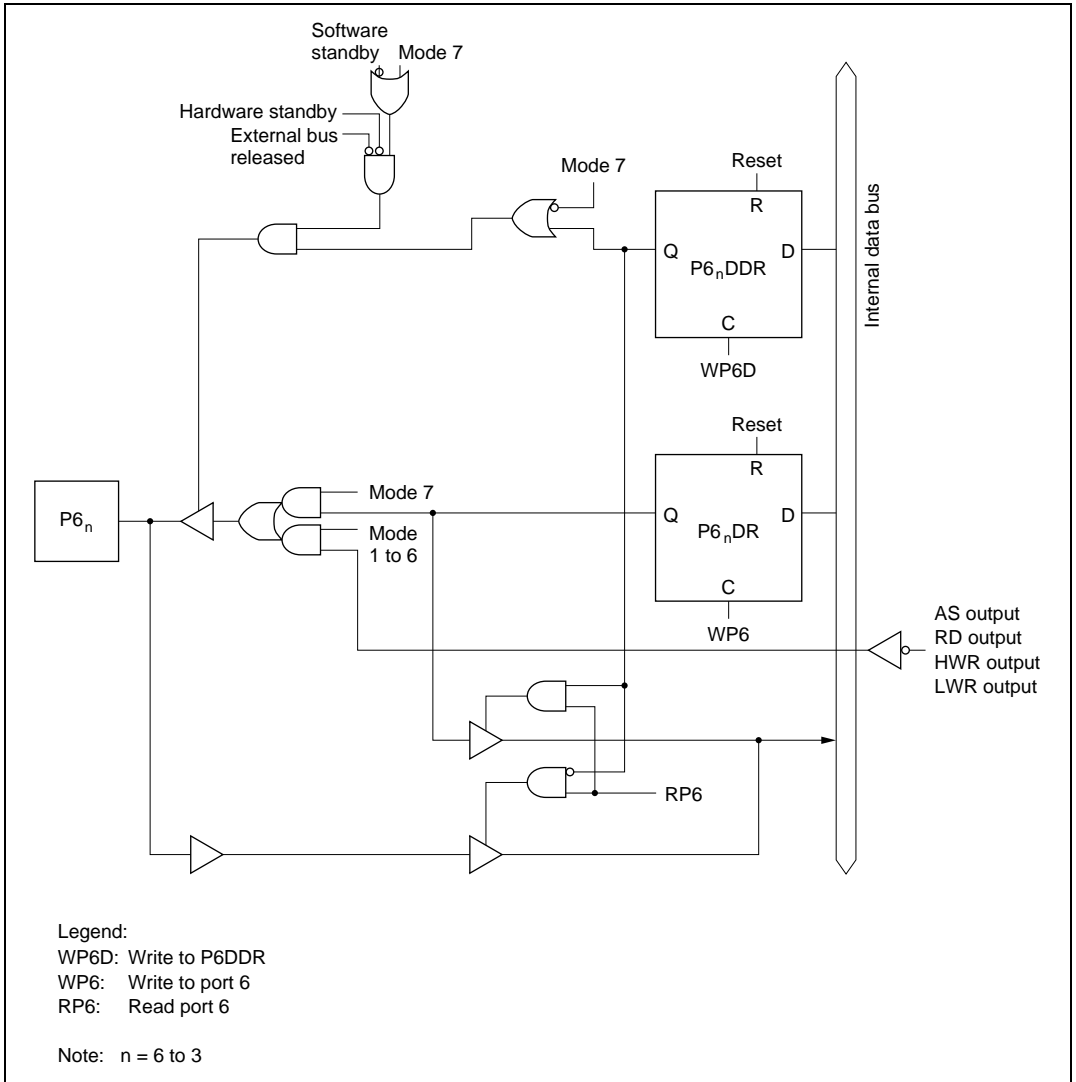 Software
standby
Mode 7
Hardware standby
External bus
released
Mode 7
Reset
R
Q
P6nDDR
D
C
WP6D
Internal data bus
Reset
R
Q
P6nDR
D
C
WP6
P6n
Mode 7
Mode
1 to 6
AS output
RD output
HWR output
LWR output
RP6
Legend:
WP6D: Write to P6DDR
WP6: Write to port 6
RP6: Read port 6
Note: n = 6 to 3